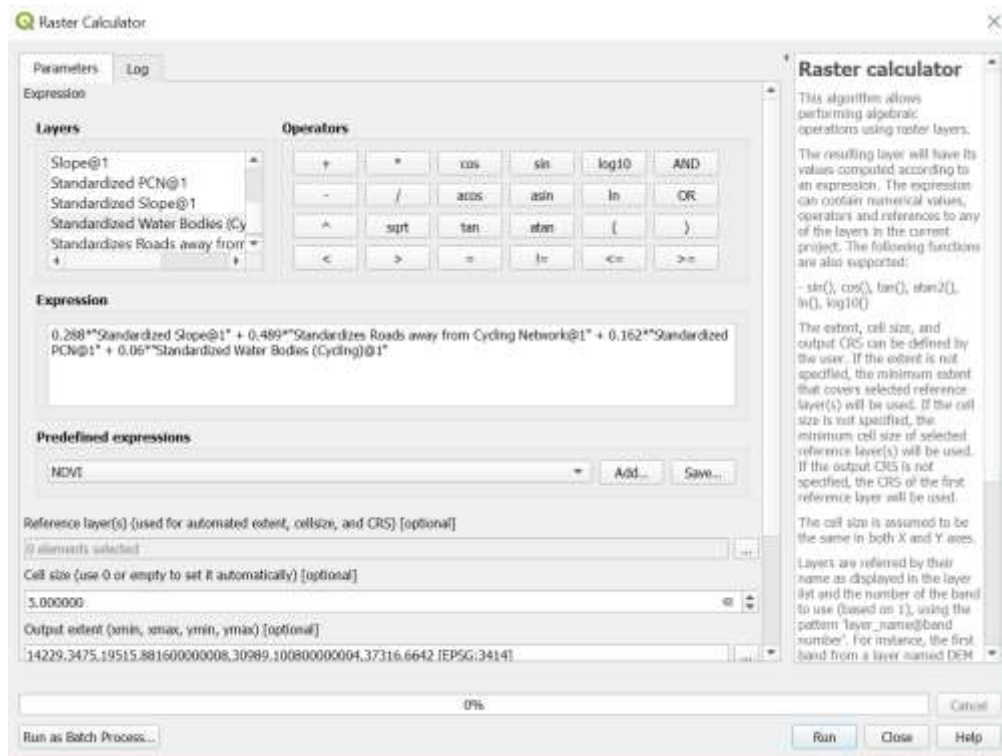 Raster Calculator
Parameters
Log
Expression
Layers
Slope@1
Standardized PCN@1
Standardized Slope@1
Standardized Water Bodies (Cy
Standardizes Roads away from
Operators
+ * cos sin log10 AND
- / acos asin ln OR
^ sqrt tan atan ( )
< > = != <= >=
Expression
0.288*"Standardized Slope@1" + 0.489*"Standardizes Roads away from Cycling Network@1" + 0.162*"Standardized
PCN@1" + 0.06*"Standardized Water Bodies (Cycling)@1"
Predefined expressions
NDVI
Add...
Save...
Reference layer(s) (used for automated extent, cellsize, and CRS) [optional]
0 elements selected
...
Cell size (use 0 or empty to set it automatically) [optional]
5.000000
Output extent (xmin, xmax, ymin, ymax) [optional]
14229.3475,19515.881600000008,30989.100800000004,37316.6642 [EPSG:3414]
...
0%
Cancel
Run as Batch Process...
Run
Close
Help
Raster calculator
This algorithm allows
performing algebraic
operations using raster layers.
The resulting layer will have its
values computed according to
an expression. The expression
can contain numerical values,
operators and references to any
of the layers in the current
project. The following functions
are also supported:
- sin(), cos(), tan(), atan2(),
ln(), log10()
The extent, cell size, and
output CRS can be defined by
the user. If the extent is not
specified, the minimum extent
that covers selected reference
layer(s) will be used. If the cell
size is not specified, the
minimum cell size of selected
reference layer(s) will be used.
If the output CRS is not
specified, the CRS of the first
reference layer will be used.
The cell size is assumed to be
the same in both X and Y axes.
Layers are referred by their
name as displayed in the layer
list and the number of the band
to use (based on 1), using the
pattern 'layer_name@band
number'. For instance, the first
band from a layer named DEM